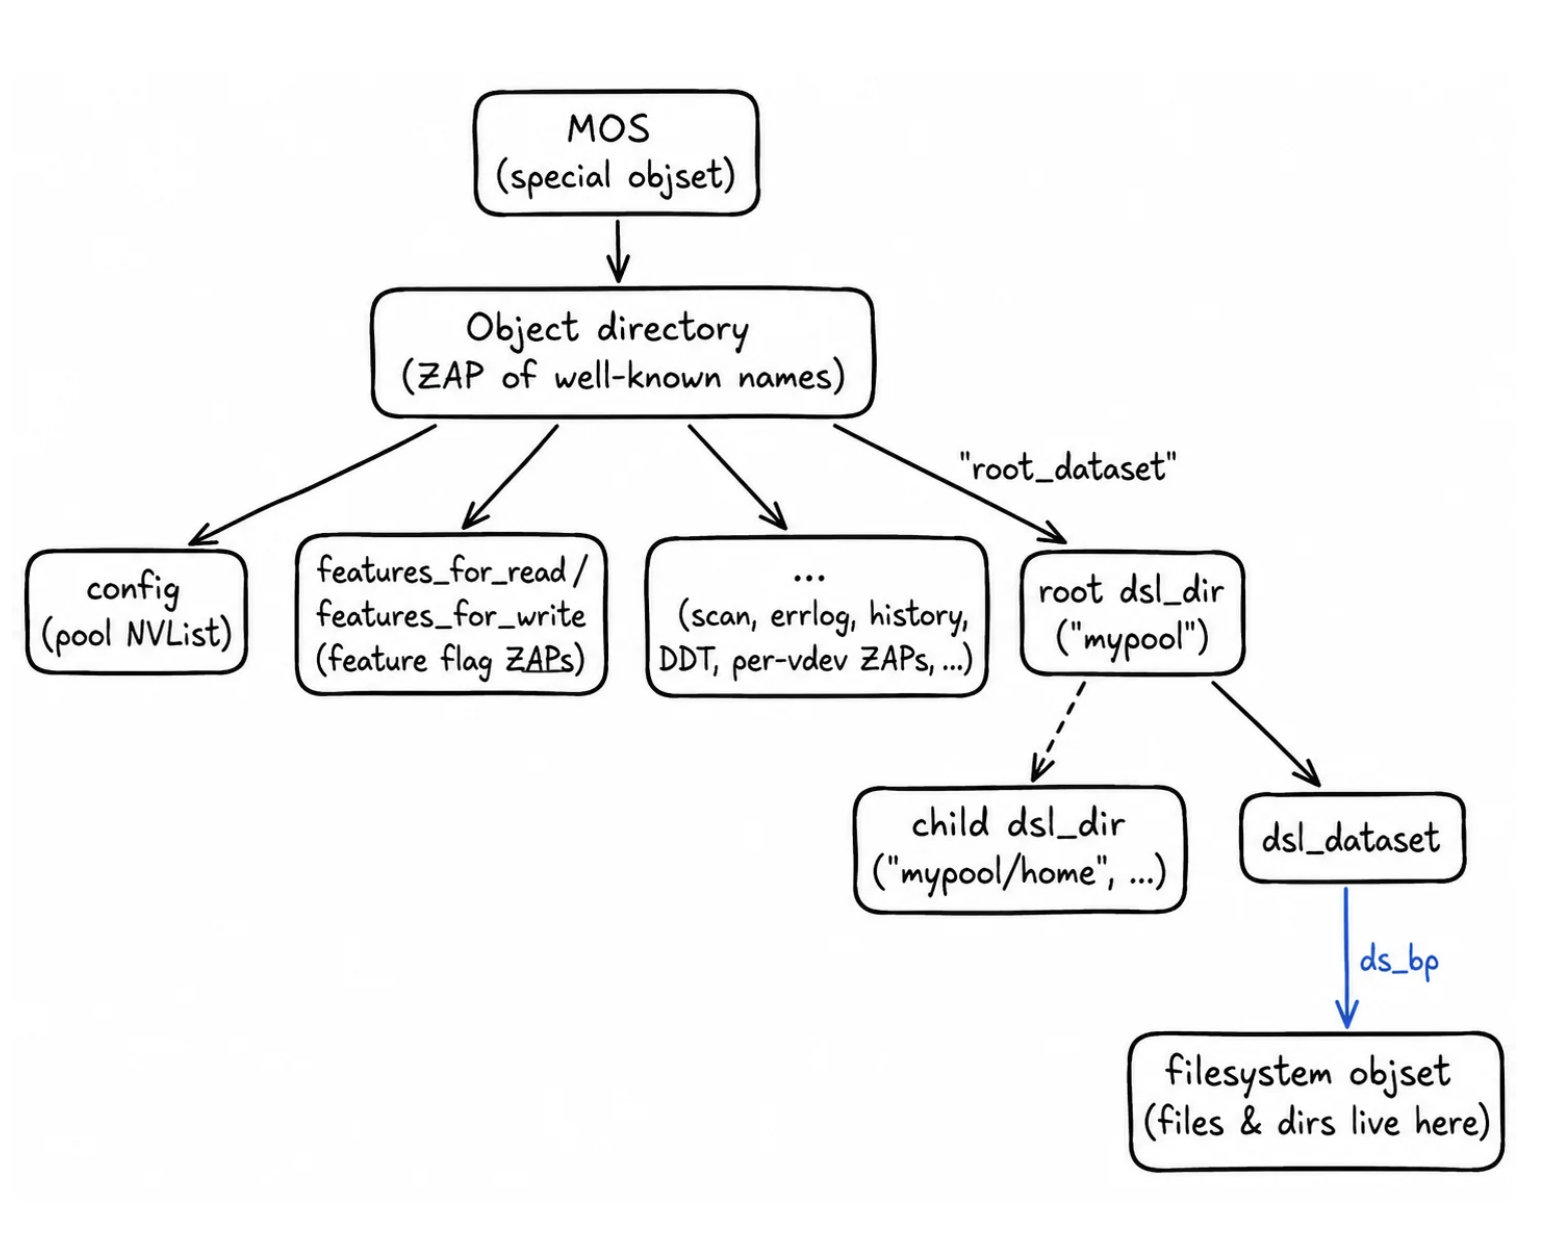 MOS
(special objset)
Object directory
(ZAP of well-known names)
"root_dataset"
config
(pool NVList)
features_for_read /
features_for_write
(feature flag ZAPs)
...
(scan, errlog, history,
DDT, per-vdev ZAPs, ...)
root dsl_dir
("mypool")
child dsl_dir
("mypool/home", ...)
dsl_dataset
ds_bp
filesystem objset
(files & dirs live here)